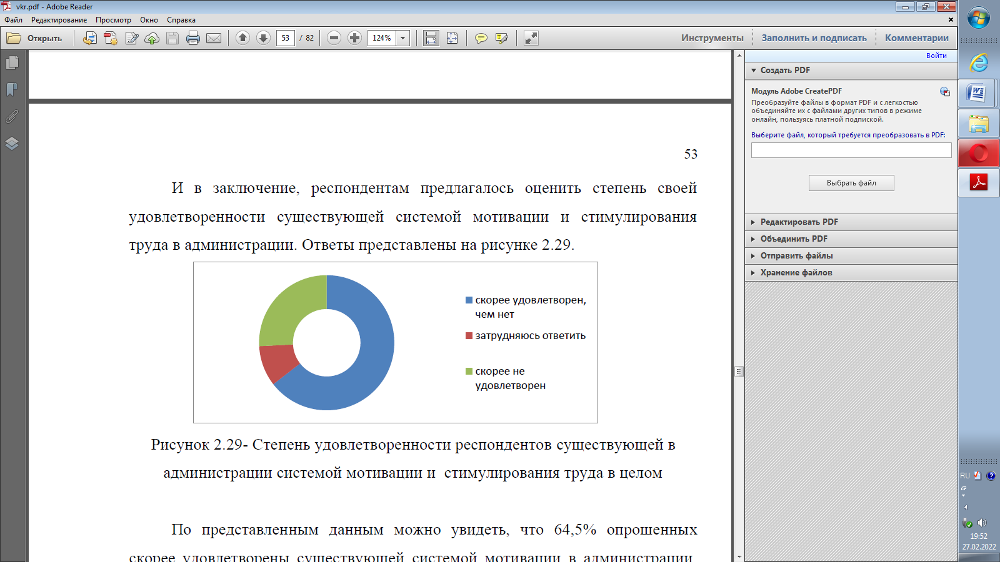 vkr.pdf - Adobe Reader
Файл Редактирование Просмотр Окно Справка
Открыть 53 / 82 124% Инструменты Заполнить и подписать Комментарии
Войти
Создать PDF
Модуль Adobe CreatePDF
Преобразуйте файлы в формат PDF и с легкостью
объединяйте их с файлами других типов в режиме
онлайн, пользуясь платной подпиской.
Выберите файл, который требуется преобразовать в PDF:
Выбрать файл
Редактировать PDF
Объединить PDF
Отправить файлы
Хранение файлов
53
И в заключение, респондентам предлагалось оценить степень своей
удовлетворенности существующей системой мотивации и стимулирования
труда в администрации. Ответы представлены на рисунке 2.29.
скорее удовлетворен,
чем нет
затрудняюсь ответить
скорее не
удовлетворен
Рисунок 2.29- Степень удовлетворенности респондентов существующей в
администрации системой мотивации и  стимулирования труда в целом
По представленным данным можно увидеть, что 64,5% опрошенных
скорее удовлетворены существующей системой мотивации в администрации,
RU
19:52
27.02.2022